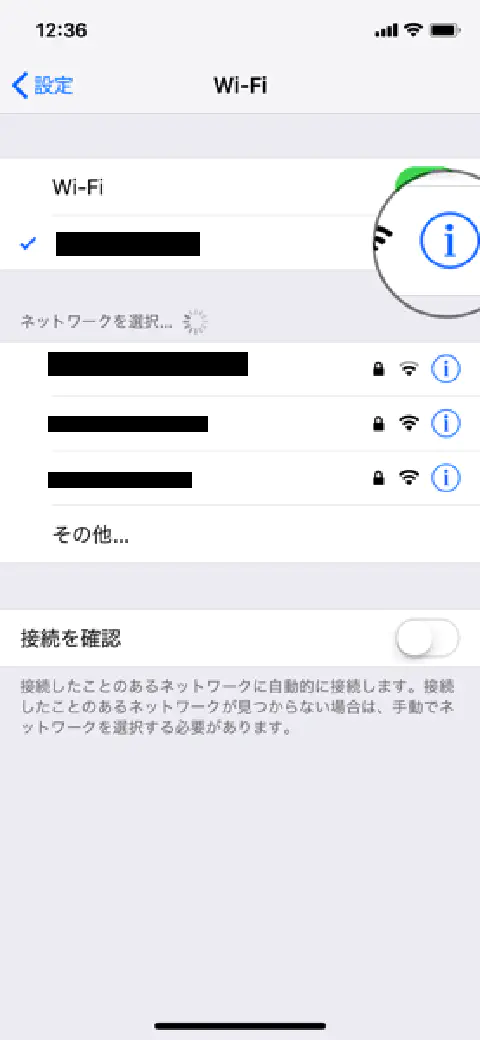 12:36
設定
Wi-Fi
Wi-Fi
ネットワークを選択...
その他...
接続を確認
接続したことのあるネットワークに自動的に接続します。接続
したことのあるネットワークが見つからない場合は、手動でネ
ットワークを選択する必要があります。